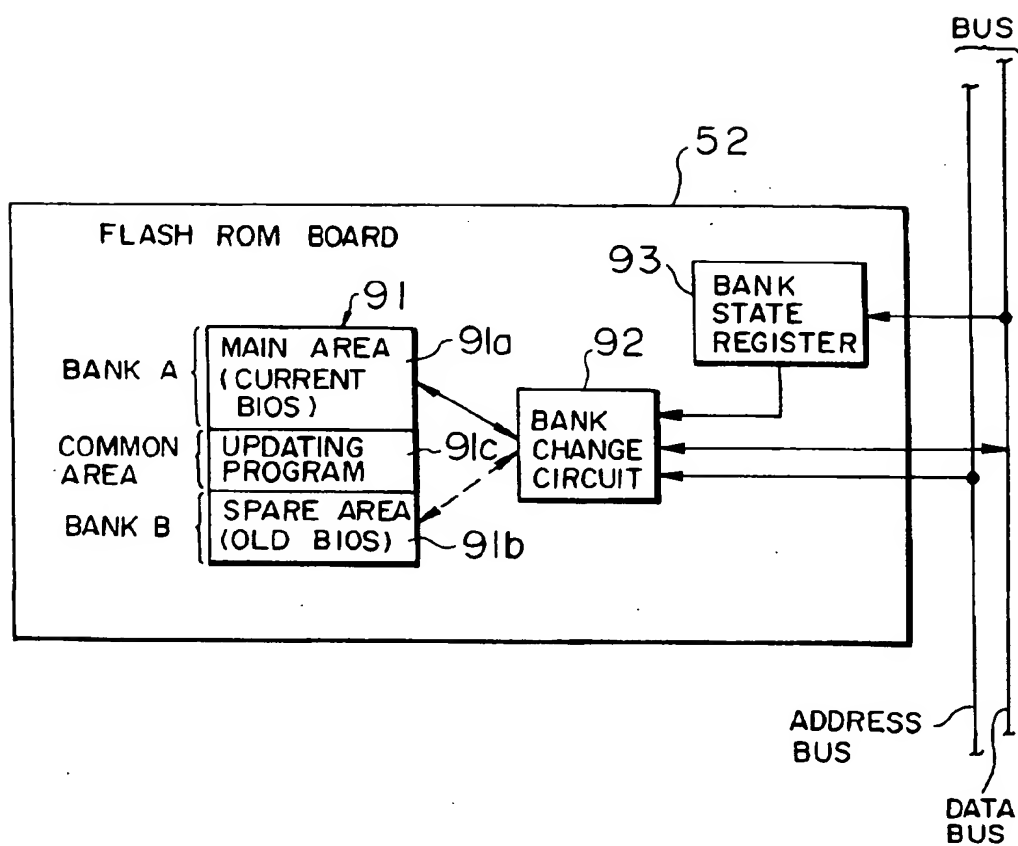 BUS
52
FLASH ROM BOARD
93
BANK
STATE
REGISTER
91
BANK A
MAIN AREA
(CURRENT
BIOS)
91a
92
BANK
CHANGE
CIRCUIT
COMMON
AREA
UPDATING
PROGRAM
91c
BANK B
SPARE AREA
(OLD BIOS)
91b
ADDRESS
BUS
DATA
BUS